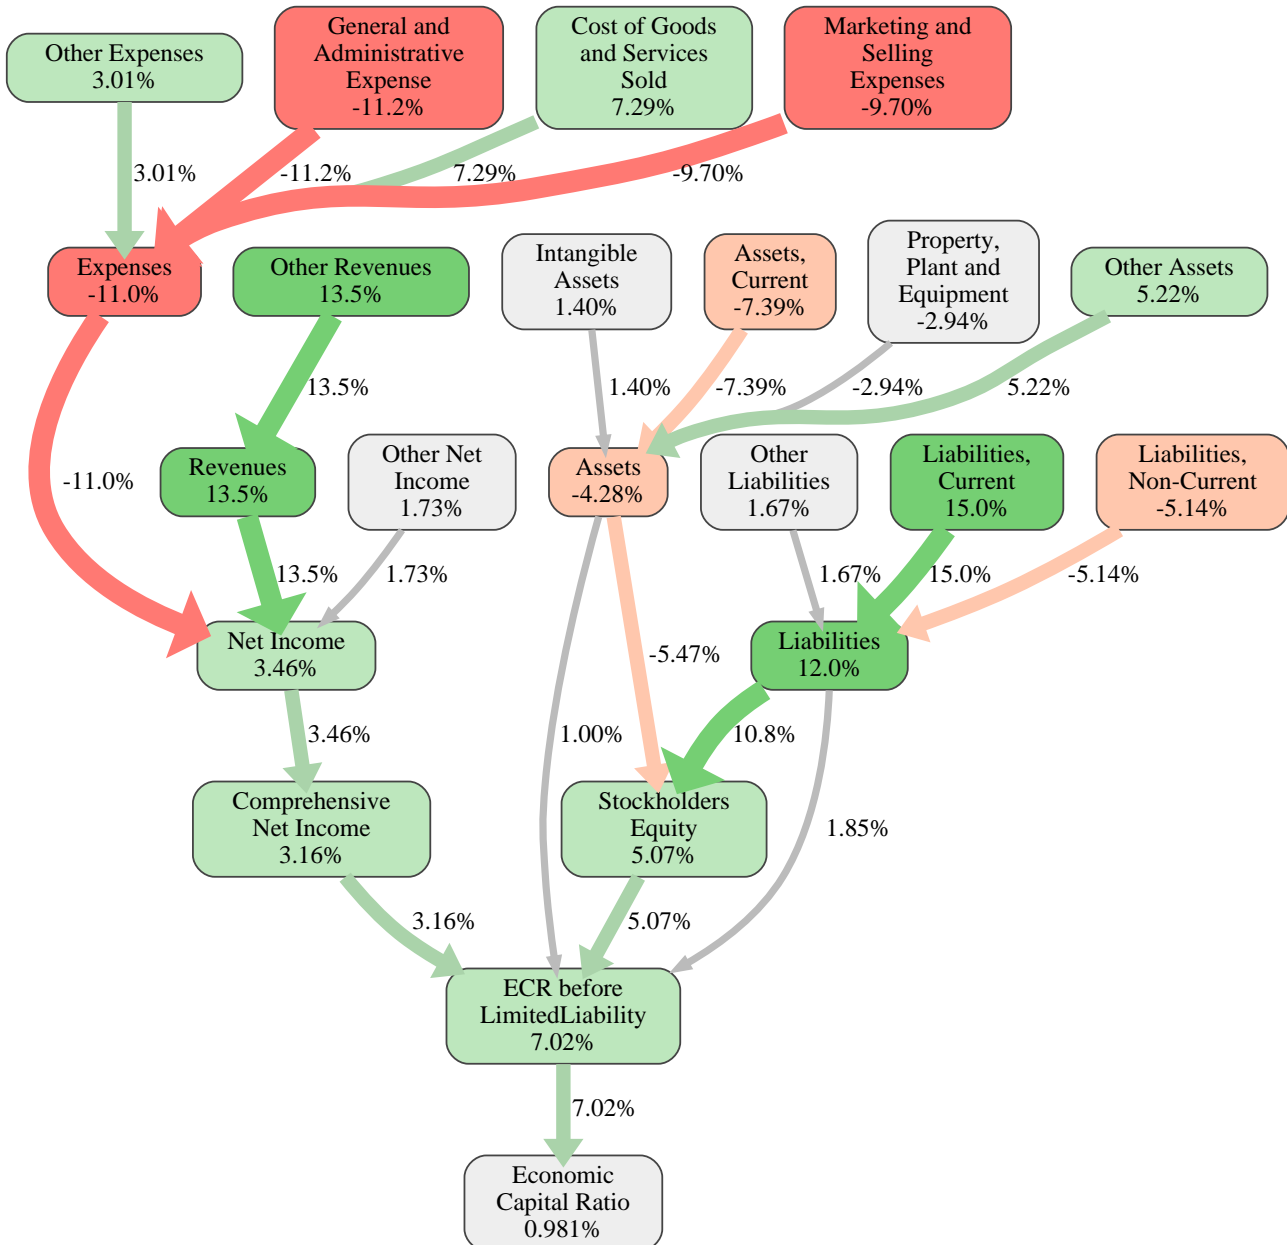 Other Expenses
3.01%
General and
Administrative
Expense
-11.2%
Cost of Goods
and Services
Sold
7.29%
Marketing and
Selling
Expenses
-9.70%
3.01%
-11.2%
7.29%
-9.70%
Expenses
-11.0%
Other Revenues
13.5%
Intangible
Assets
1.40%
Assets,
Current
-7.39%
Property,
Plant and
Equipment
-2.94%
Other Assets
5.22%
13.5%
1.40%
-7.39%
-2.94%
5.22%
-11.0%
Revenues
13.5%
Other Net
Income
1.73%
Assets
-4.28%
Other
Liabilities
1.67%
Liabilities,
Current
15.0%
Liabilities,
Non-Current
-5.14%
13.5%
1.73%
1.67%
15.0%
-5.14%
Net Income
3.46%
-5.47%
Liabilities
12.0%
3.46%
1.00%
10.8%
1.85%
Comprehensive
Net Income
3.16%
Stockholders
Equity
5.07%
3.16%
5.07%
ECR before
LimitedLiability
7.02%
7.02%
Economic
Capital Ratio
0.981%